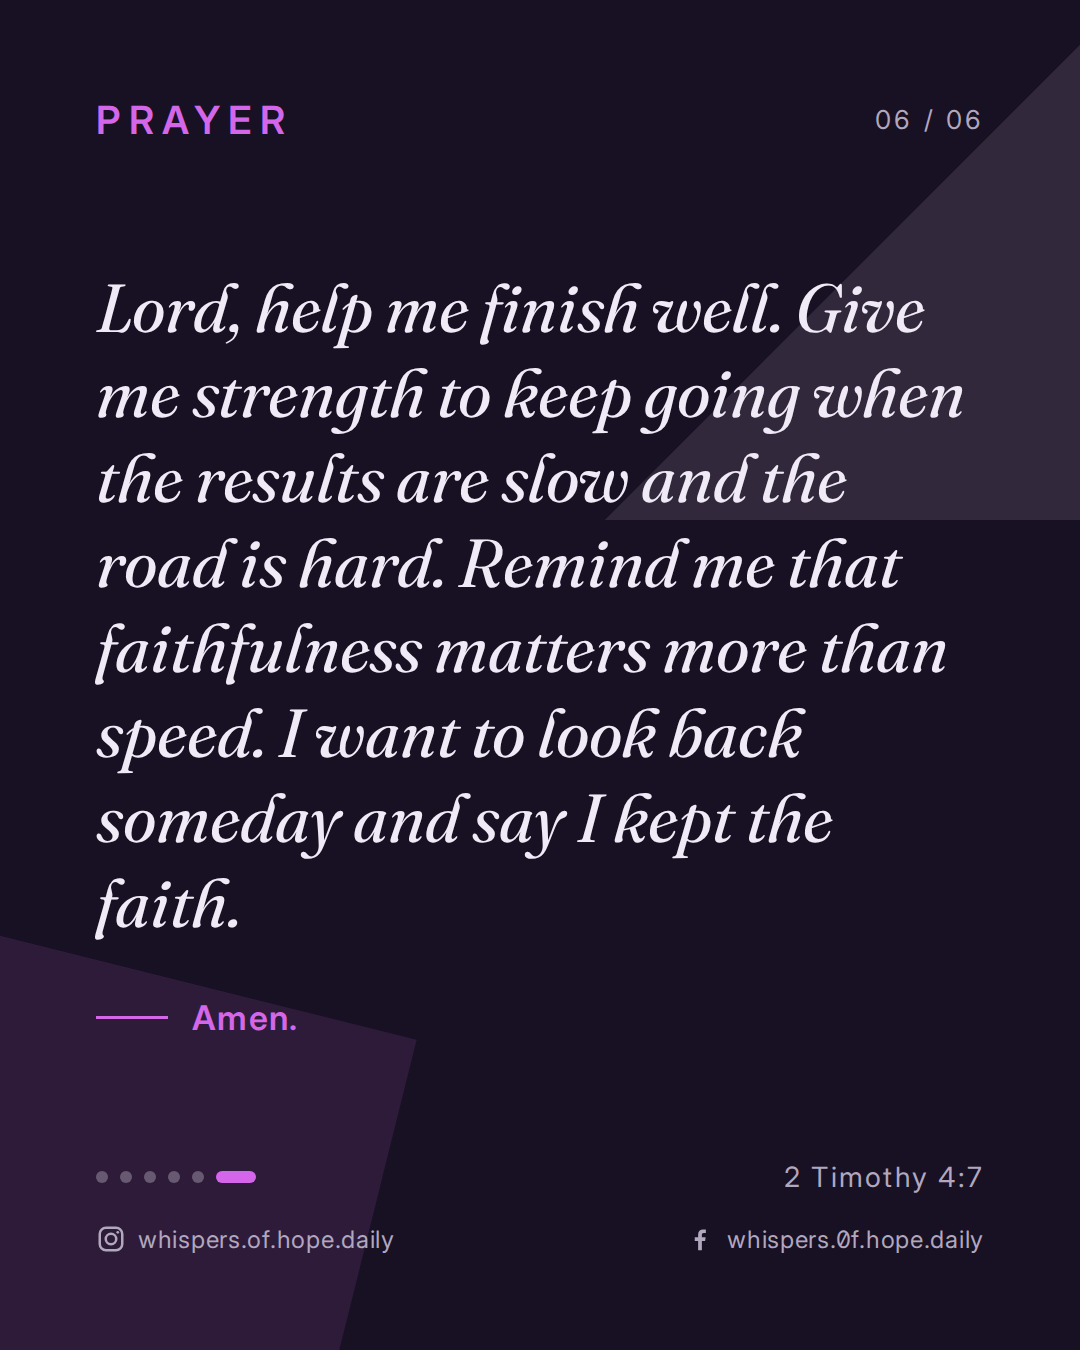 PRAYER
06 / 06
Lord, help me finish well. Give
me strength to keep going when
the results are slow and the
road is hard. Remind me that
faithfulness matters more than
speed. I want to look back
someday and say I kept the
faith.
Amen.
2 Timothy 4:7
whispers.of.hope.daily
whispers.0f.hope.daily